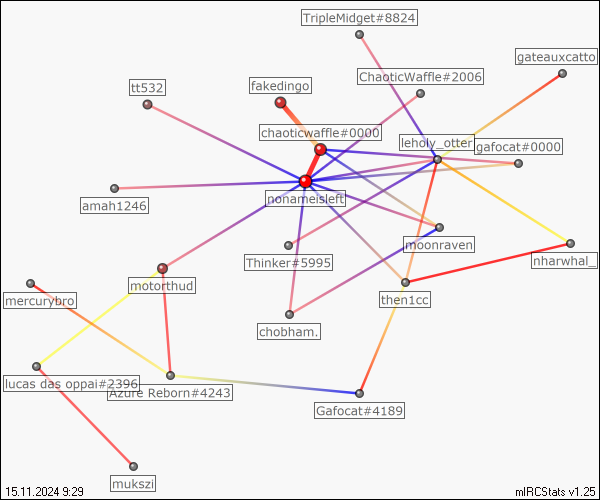 TripleMidget#8824
gateauxcatto
ChaoticWaffle#2006
fakedingo
tt532
chaoticwaffle#0000
leholy_otter
gafocat#0000
nonameisleft
amah1246
moonraven
nharwhal_
Thinker#5995
motorthud
mercurybro
then1cc
chobham.
lucas das oppai#2396
Azure Reborn#4243
Gafocat#4189
mukszi
15.11.2024 9:29
mIRCStats v1.25